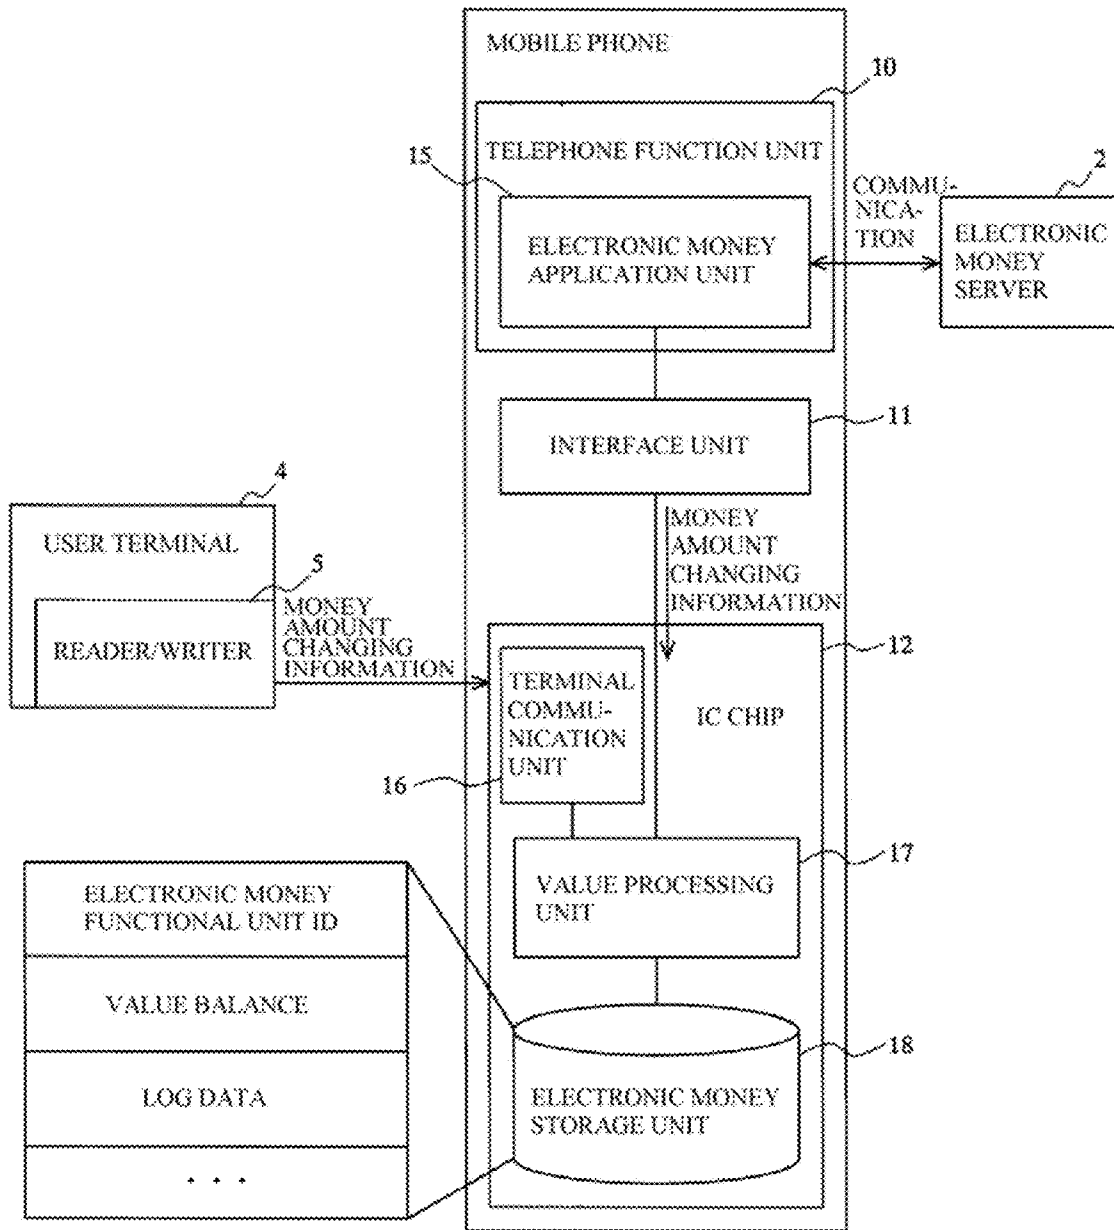 MOBILE PHONE
10
TELEPHONE FUNCTION UNIT
15
ELECTRONIC MONEY
APPLICATION UNIT
COMMU-
NICA-
TION
2
ELECTRONIC
MONEY
SERVER
11
INTERFACE UNIT
4
USER TERMINAL
5
READER/WRITER
MONEY
AMOUNT
CHANGING
INFORMATION
MONEY
AMOUNT
CHANGING
INFORMATION
12
TERMINAL
COMMU-
NICATION
UNIT
IC CHIP
16
17
VALUE PROCESSING
UNIT
ELECTRONIC MONEY
FUNCTIONAL UNIT ID
VALUE BALANCE
LOG DATA
. . .
18
ELECTRONIC MONEY
STORAGE UNIT